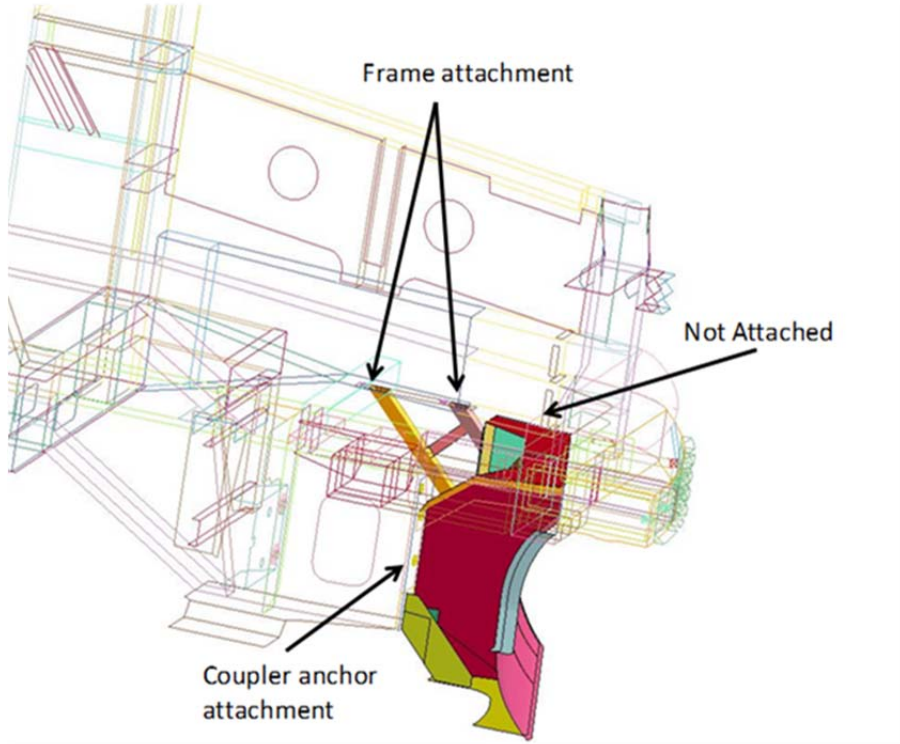 Frame attachment
Not Attached
Coupler anchor
attachment